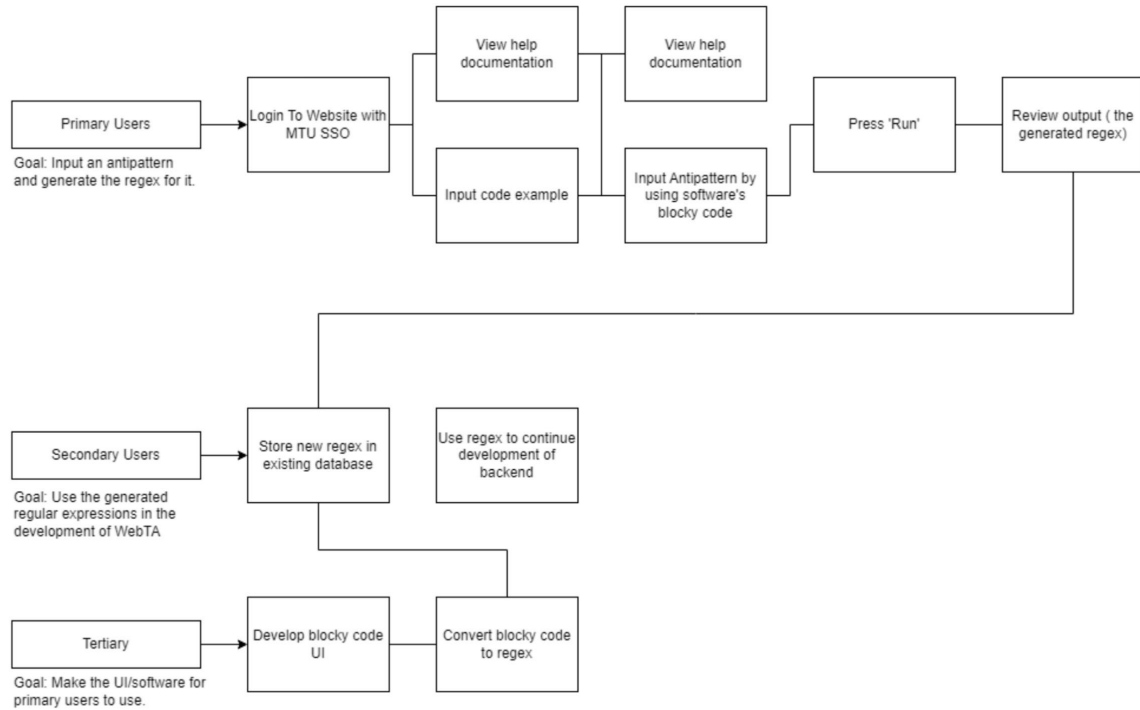 View help
documentation
View help
documentation
Primary Users
Login To Website with
MTU SSO
Press 'Run'
Review output ( the
generated regex)
Goal: Input an antipattern
and generate the regex for it.
Input code example
Input Antipattern by
using software's
blocky code
Secondary Users
Store new regex in
existing database
Use regex to continue
development of
backend
Goal: Use the generated
regular expressions in the
development of WebTA
Tertiary
Develop blocky code
UI
Convert blocky code
to regex
Goal: Make the UI/software for
primary users to use.